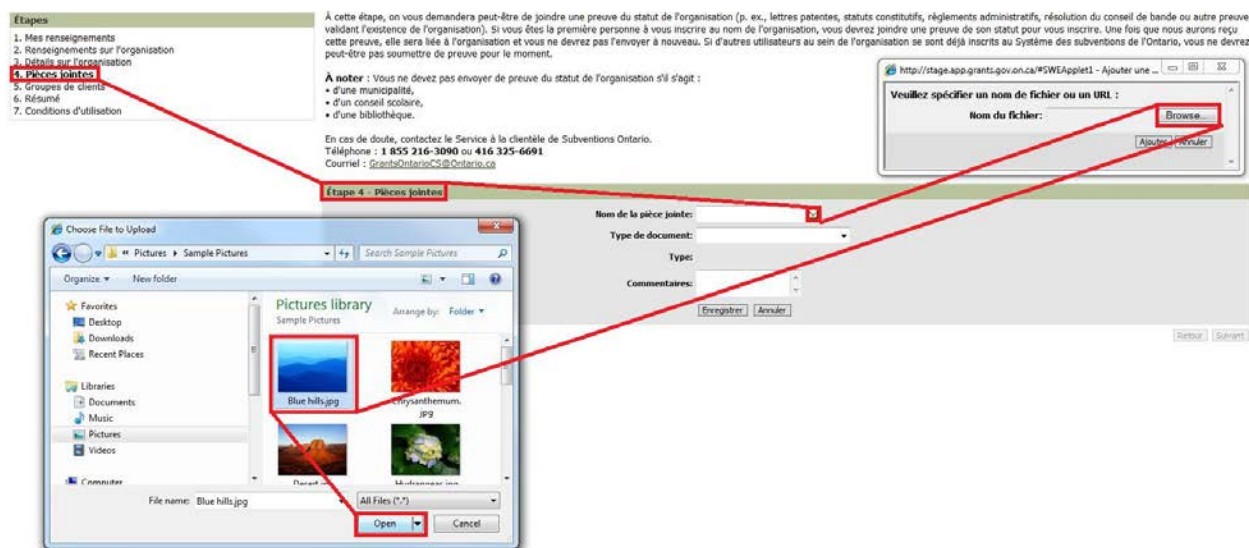 Étapes
1. Mes renseignements
2. Renseignements sur l'organisation
3. Détails sur l'organisation
4. Pièces jointes
5. Groupes de clients
6. Résumé
7. Conditions d'utilisation
À cette étape, on vous demandera peut-être de joindre une preuve du statut de l'organisation (p. ex., lettres patentes, statuts constitutifs, règlements administratifs, résolution du conseil de bande ou autre preuve
validant l'existence de l'organisation). Si vous êtes la première personne à vous inscrire au nom de l'organisation, vous devrez joindre une preuve de son statut pour vous inscrire. Une fois que nous aurons reçu
cette preuve, elle sera liée à l'organisation et vous ne devrez pas l'envoyer à nouveau. Si d'autres utilisateurs au sein de l'organisation se sont déjà inscrits au Système des subventions de l'Ontario, vous ne devrez
peut-être pas soumettre de preuve pour le moment.
À noter : Vous ne devez pas envoyer de preuve du statut de l'organisation s'il s'agit :
• d'une municipalité,
• d'un conseil scolaire,
• d'une bibliothèque.
En cas de doute, contactez le Service à la clientèle de Subventions Ontario.
Téléphone : 1 855 216-3090 ou 416 325-6691
Courriel : GrantsOntarioCS@Ontario.ca
http://stage.app.grants.gov.on.ca/#SWEApplet1 - Ajouter une ...
Veuillez spécifier un nom de fichier ou un URL :
Nom du fichier:
Browse...
Ajouter Annuler
Étape 4 - Pièces jointes
Nom de la pièce jointe:
Type de document:
Type:
Commentaires:
Enregistrer Annuler
Retour Suivant
Choose File to Upload
« Pictures Sample Pictures
Search Sample Pictures
Organize New folder
Favorites
Desktop
Downloads
Recent Places
Libraries
Documents
Music
Pictures
Videos
Computer
Pictures library
Sample Pictures
Arrange by: Folder
Blue hills.jpg
Chrysanthemum.
jpg
File name: Blue hills.jpg
All Files (*.*)
Open Cancel